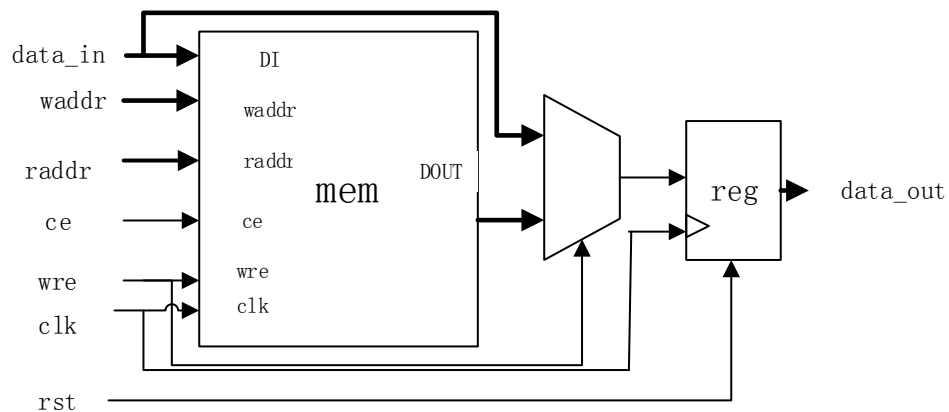 data_in
waddr
raddr
ce
wre
clk
rst
DI
waddr
raddr
mem
DOUT
ce
wre
clk
reg
data_out